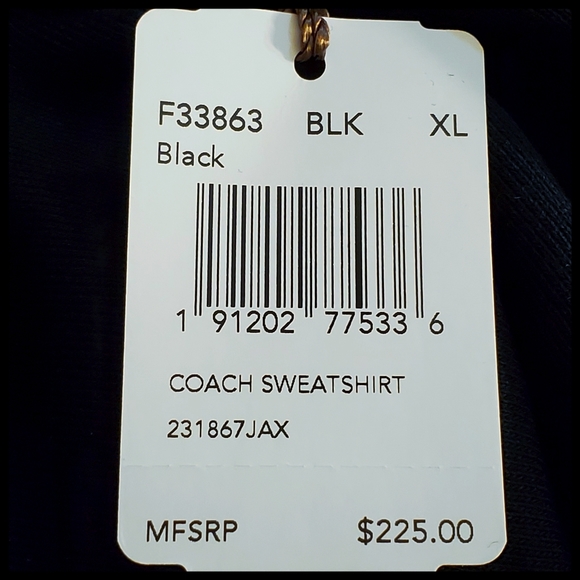 F33863 BLK XL
Black
1 91202 77533 6
COACH SWEATSHIRT
231867JAX
MFSRP $225.00